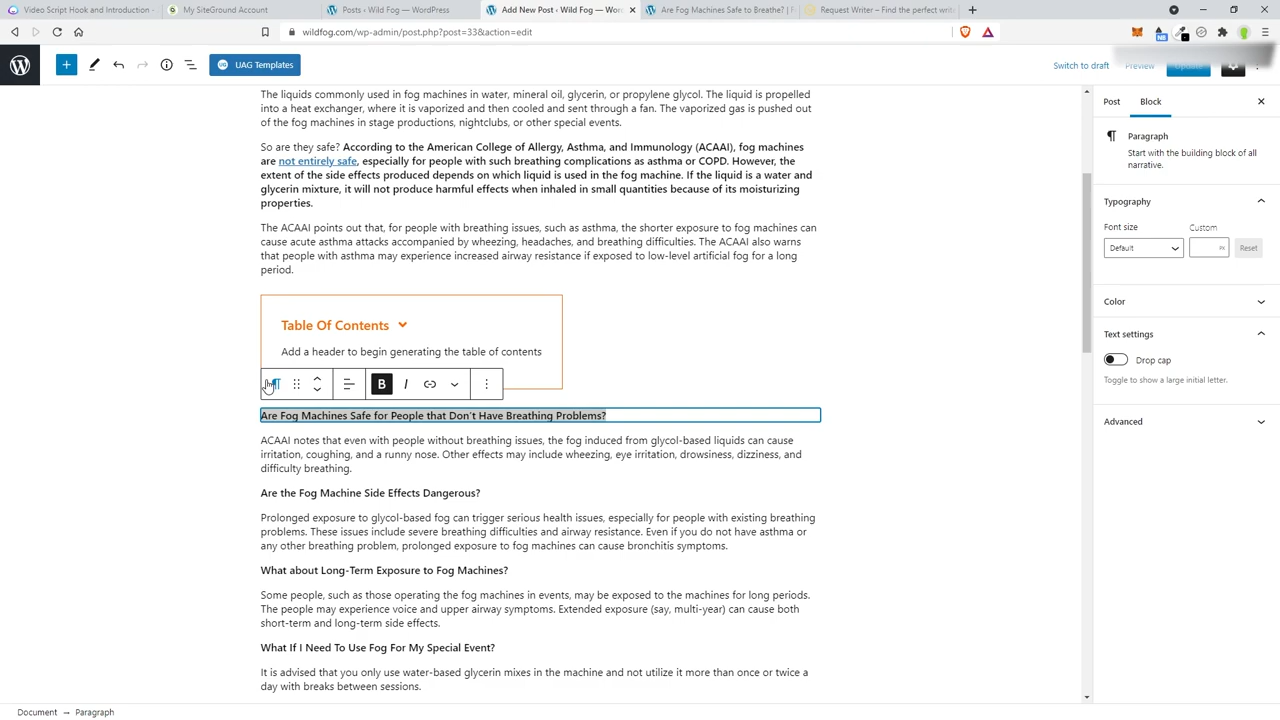 Video Script Hook and Introduction -
My SiteGround Account
Posts ‹ Wild Fog — WordPress
Add New Post ‹ Wild Fog — Wor
Are Fog Machines Safe to Breathe? | F
Request Writer – Find the perfect writ
wildfog.com/wp-admin/post.php?post=33&action=edit
UAG Templates
Switch to draft
Preview
Update
The liquids commonly used in fog machines in water, mineral oil, glycerin, or propylene glycol. The liquid is propelled
into a heat exchanger, where it is vaporized and then cooled and sent through a fan. The vaporized gas is pushed out
of the fog machines in stage productions, nightclubs, or other special events.
So are they safe? According to the American College of Allergy, Asthma, and Immunology (ACAAI), fog machines
are not entirely safe, especially for people with such breathing complications as asthma or COPD. However, the
extent of the side effects produced depends on which liquid is used in the fog machine. If the liquid is a water and
glycerin mixture, it will not produce harmful effects when inhaled in small quantities because of its moisturizing
properties.
The ACAAI points out that, for people with breathing issues, such as asthma, the shorter exposure to fog machines can
cause acute asthma attacks accompanied by wheezing, headaches, and breathing difficulties. The ACAAI also warns
that people with asthma may experience increased airway resistance if exposed to low-level artificial fog for a long
period.
Table Of Contents
Add a header to begin generating the table of contents
B I
Are Fog Machines Safe for People that Don't Have Breathing Problems?
ACAAI notes that even with people without breathing issues, the fog induced from glycol-based liquids can cause
irritation, coughing, and a runny nose. Other effects may include wheezing, eye irritation, drowsiness, dizziness, and
difficulty breathing.
Are the Fog Machine Side Effects Dangerous?
Prolonged exposure to glycol-based fog can trigger serious health issues, especially for people with existing breathing
problems. These issues include severe breathing difficulties and airway resistance. Even if you do not have asthma or
any other breathing problem, prolonged exposure to fog machines can cause bronchitis symptoms.
What about Long-Term Exposure to Fog Machines?
Some people, such as those operating the fog machines in events, may be exposed to the machines for long periods.
The people may experience voice and upper airway symptoms. Extended exposure (say, multi-year) can cause both
short-term and long-term side effects.
What If I Need To Use Fog For My Special Event?
It is advised that you only use water-based glycerin mixes in the machine and not utilize it more than once or twice a
day with breaks between sessions.
Post
Block
Paragraph
Start with the building block of all
narrative.
Typography
Font size
Custom
Default
PX
Reset
Color
Text settings
Drop cap
Toggle to show a large initial letter.
Advanced
Document → Paragraph